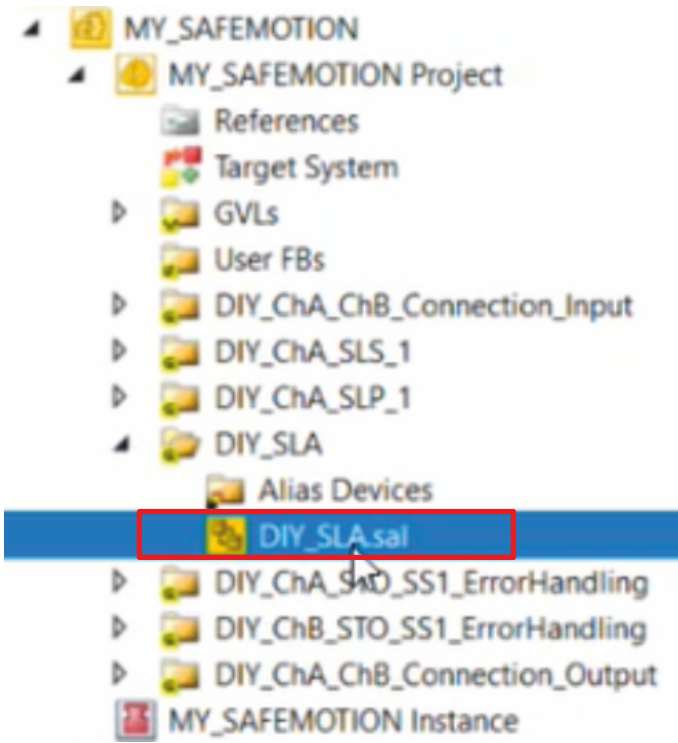 MY_SAFEMOTION
MY_SAFEMOTION Project
References
Target System
GVLs
User FBs
DIY_ChA_ChB_Connection_Input
DIY_ChA_SLS_1
DIY_ChA_SLP_1
DIY_SLA
Alias Devices
DIY_SLA.sal
DIY_ChA_STO_SS1_ErrorHandling
DIY_ChB_STO_SS1_ErrorHandling
DIY_ChA_ChB_Connection_Output
MY_SAFEMOTION Instance